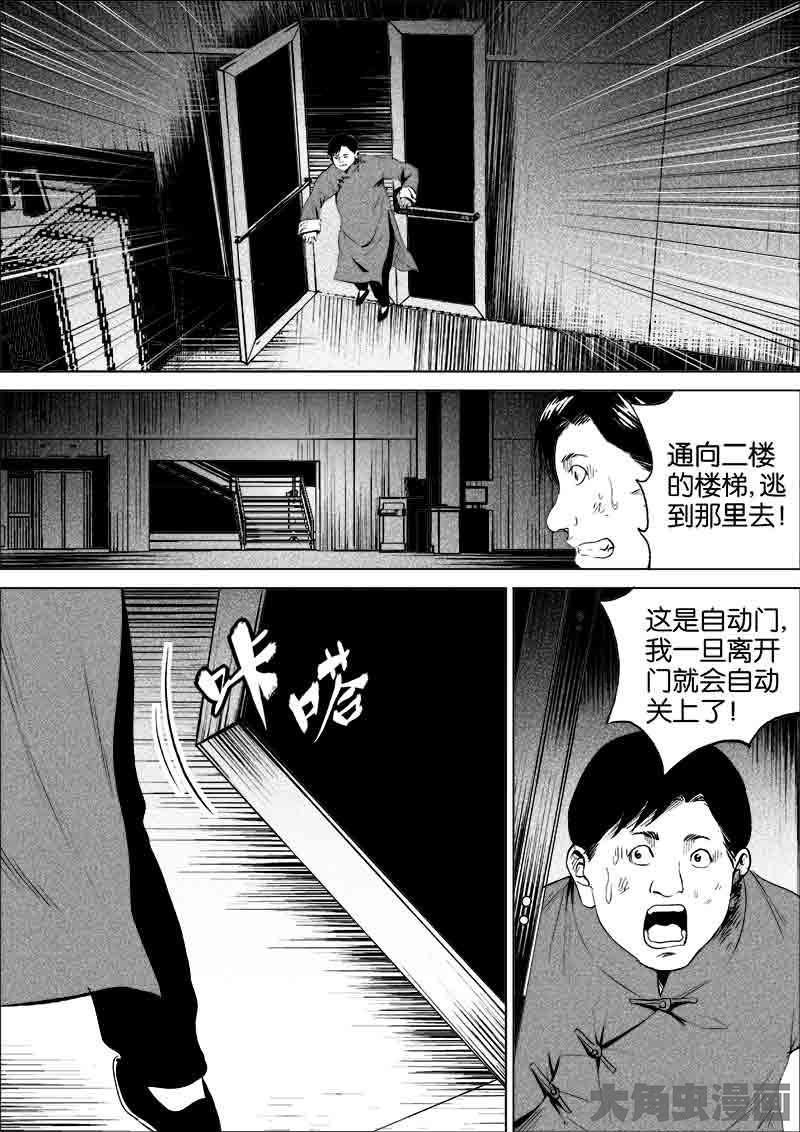 通向二楼
的楼梯,逃
到那里去!
咔
嗒
这是自动门,
我一旦离开
门就会自动
关上了!
大角虫漫画